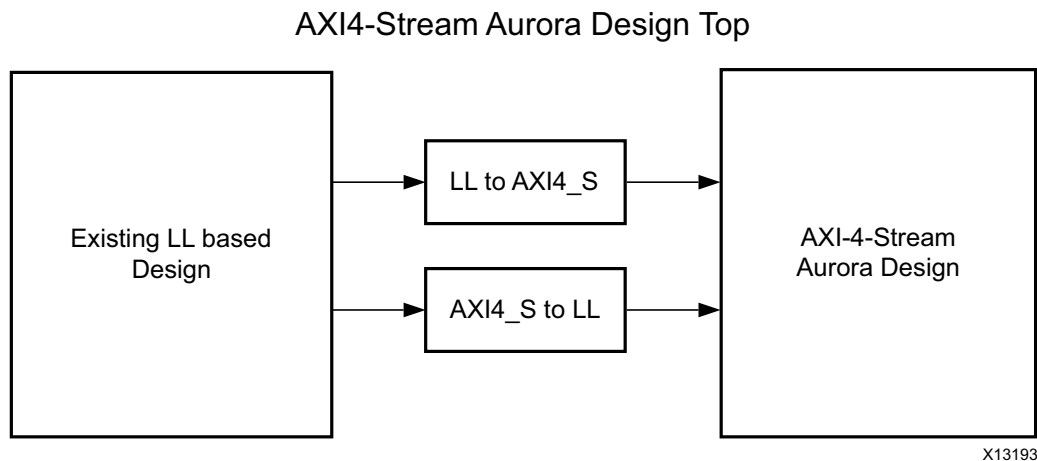 AXI4-Stream Aurora Design Top
Existing LL based
Design
LL to AXI4_S
AXI4_S to LL
AXI-4-Stream
Aurora Design
X13193